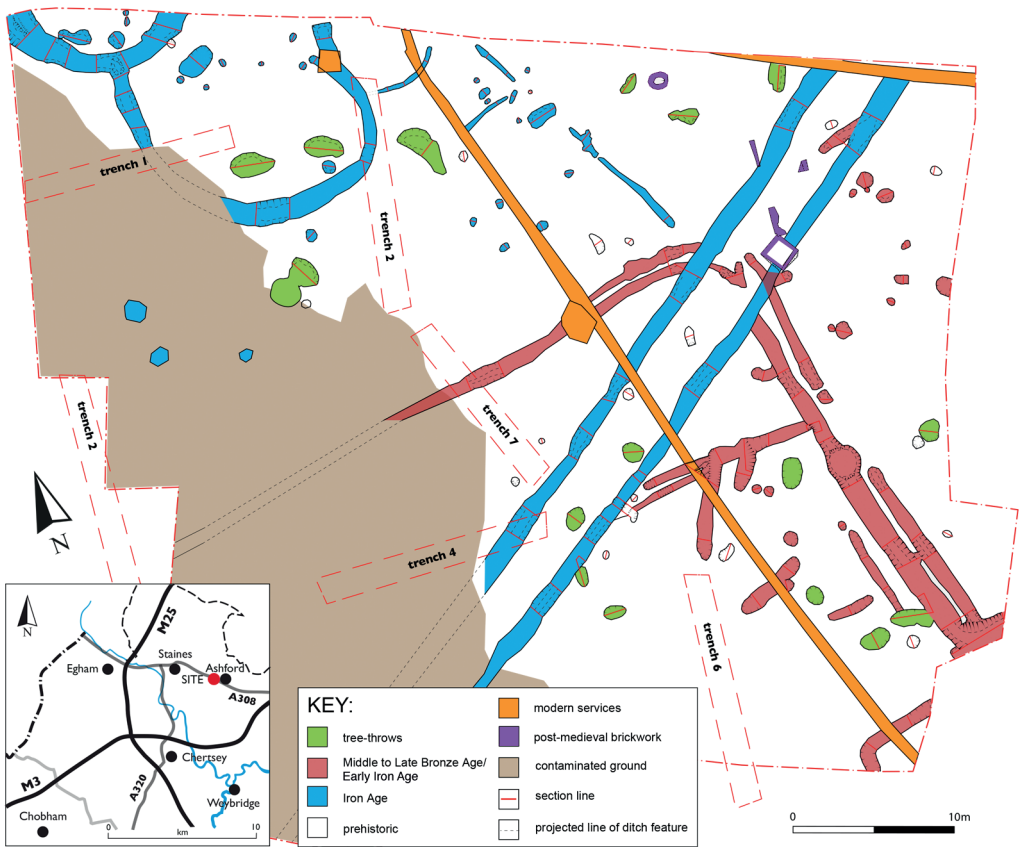 trench 1
trench 2
trench 2
trench 7
trench 4
trench 6
N
N
M25
Staines
Egham
Ashford
SITE
A308
Chertsey
M3
A320
Weybridge
Chobham
0 km 10
KEY:
tree-throws
Middle to Late Bronze Age/
Early Iron Age
Iron Age
prehistoric
modern services
post-medieval brickwork
contaminated ground
section line
projected line of ditch feature
0 10m